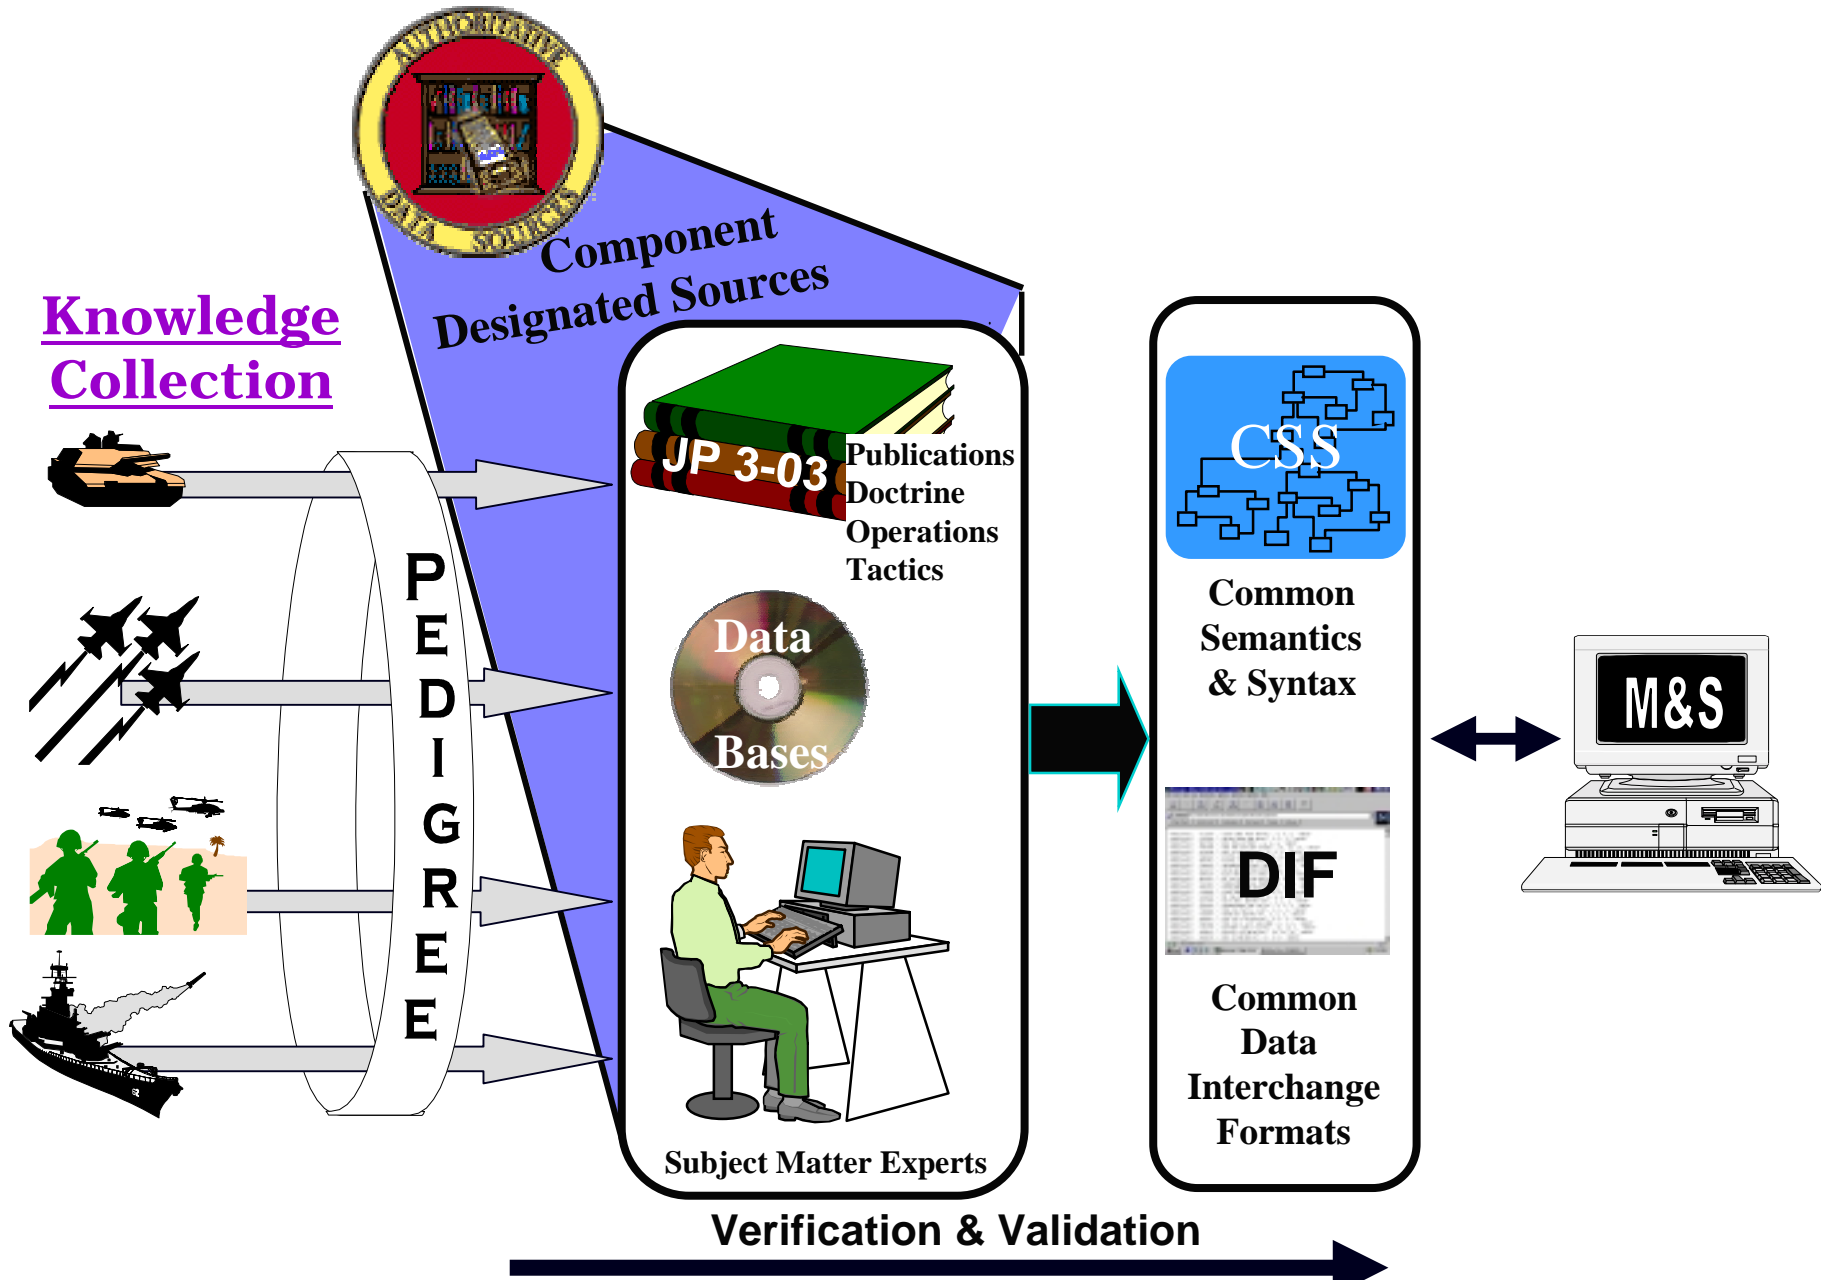 AUTHORITATIVE
DATA SOURCES
Component
Designated Sources
Knowledge
Collection
PEDIGREE
JP 3-03
Publications
Doctrine
Operations
Tactics
Data
Bases
Subject Matter Experts
CSS
Common
Semantics
& Syntax
DIF
Common
Data
Interchange
Formats
M&S
Verification & Validation